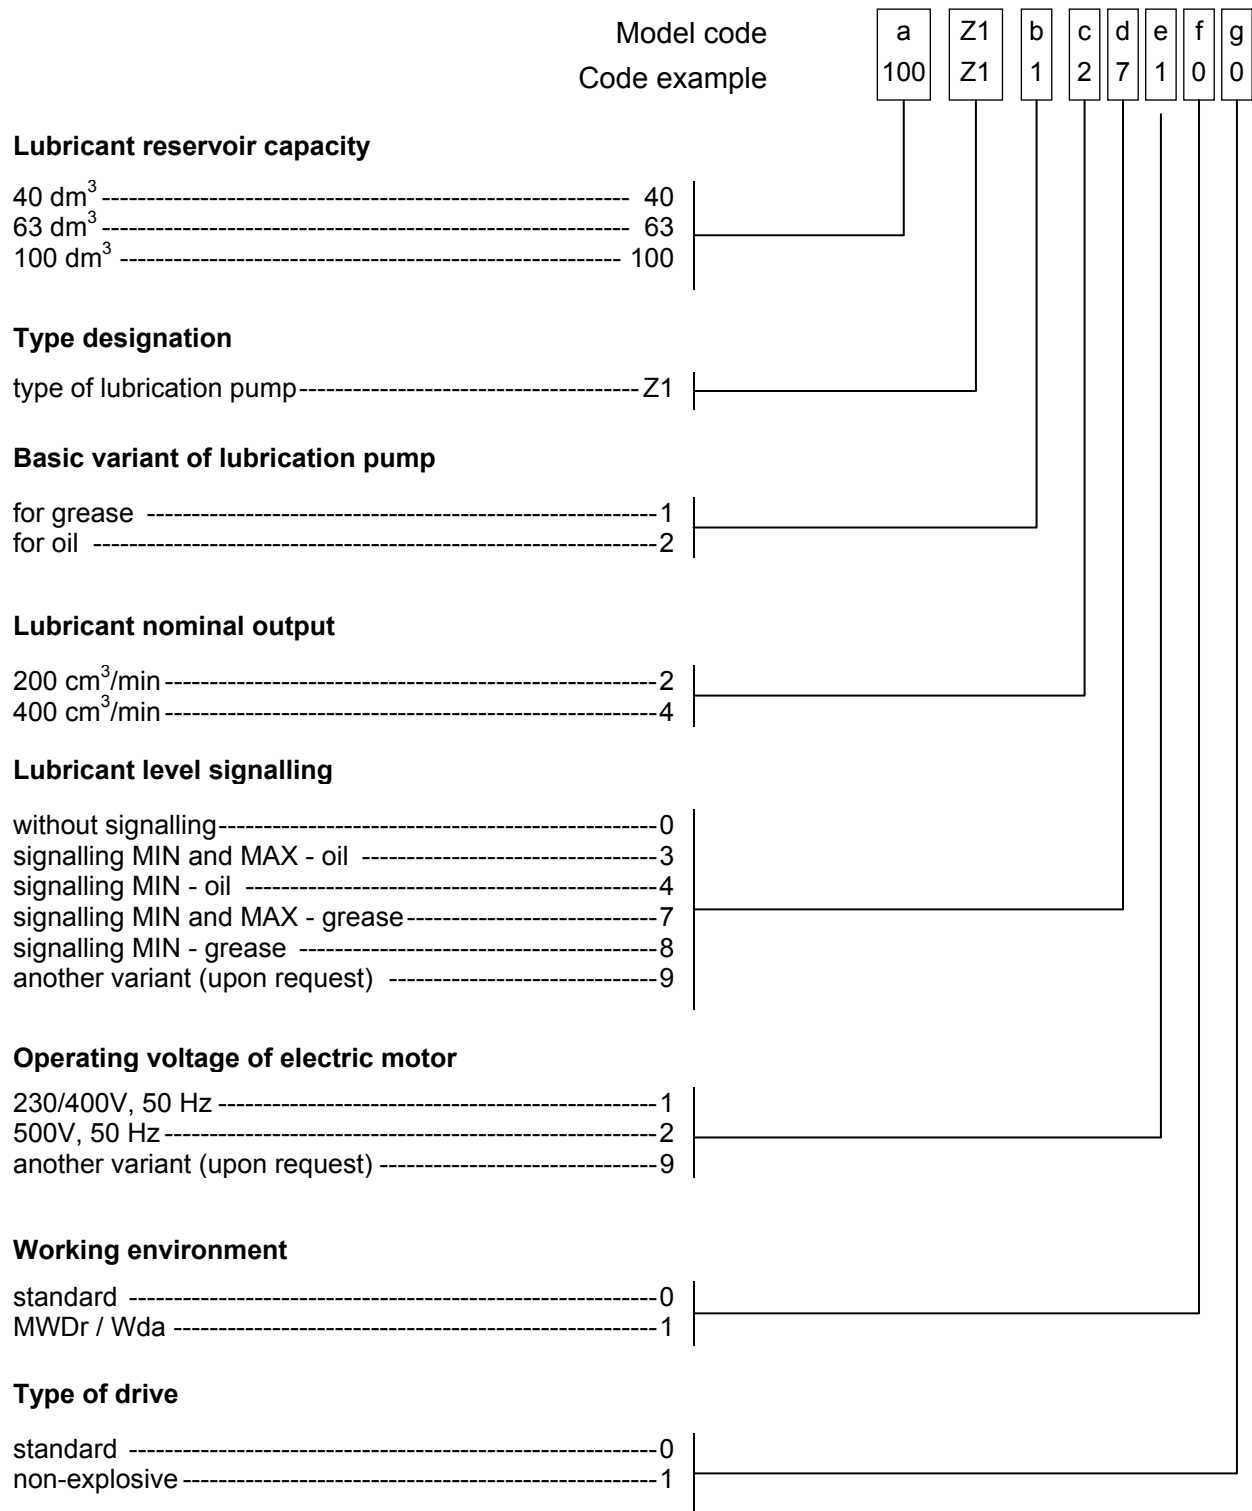 Model code a Z1 b c d e f g
Code example 100 Z1 1 2 7 1 0 0
Lubricant reservoir capacity
40 dm³ ----------------------------------------------------------- 40
63 dm³ ----------------------------------------------------------- 63
100 dm³ -------------------------------------------------------- 100
Type designation
type of lubrication pump-------------------------------------- Z1
Basic variant of lubrication pump
for grease ---------------------------------------------------------1
for oil ---------------------------------------------------------------2
Lubricant nominal output
200 cm³/min-------------------------------------------------------2
400 cm³/min-------------------------------------------------------4
Lubricant level signalling
without signalling-------------------------------------------------0
signalling MIN and MAX - oil ---------------------------------3
signalling MIN - oil ----------------------------------------------4
signalling MIN and MAX - grease----------------------------7
signalling MIN - grease ----------------------------------------8
another variant (upon request) ------------------------------9
Operating voltage of electric motor
230/400V, 50 Hz -------------------------------------------------1
500V, 50 Hz-------------------------------------------------------2
another variant (upon request) -------------------------------9
Working environment
standard -----------------------------------------------------------0
MWDr / Wda ------------------------------------------------------1
Type of drive
standard -----------------------------------------------------------0
non-explosive-----------------------------------------------------1